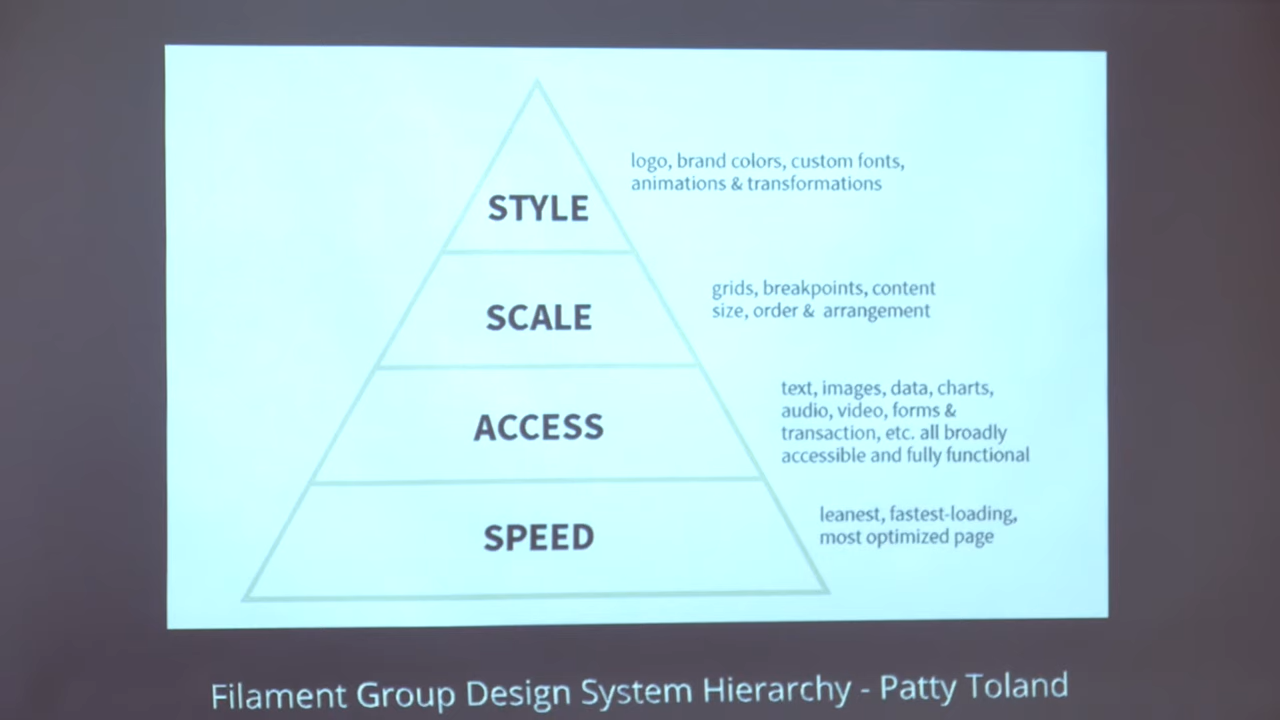 logo, brand colors, custom fonts,
animations & transformations
STYLE
grids, breakpoints, content
size, order & arrangement
SCALE
text, images, data, charts,
audio, video, forms &
transaction, etc. all broadly
accessible and fully functional
ACCESS
leanest, fastest-loading,
most optimized page
SPEED
Filament Group Design System Hierarchy - Patty Toland